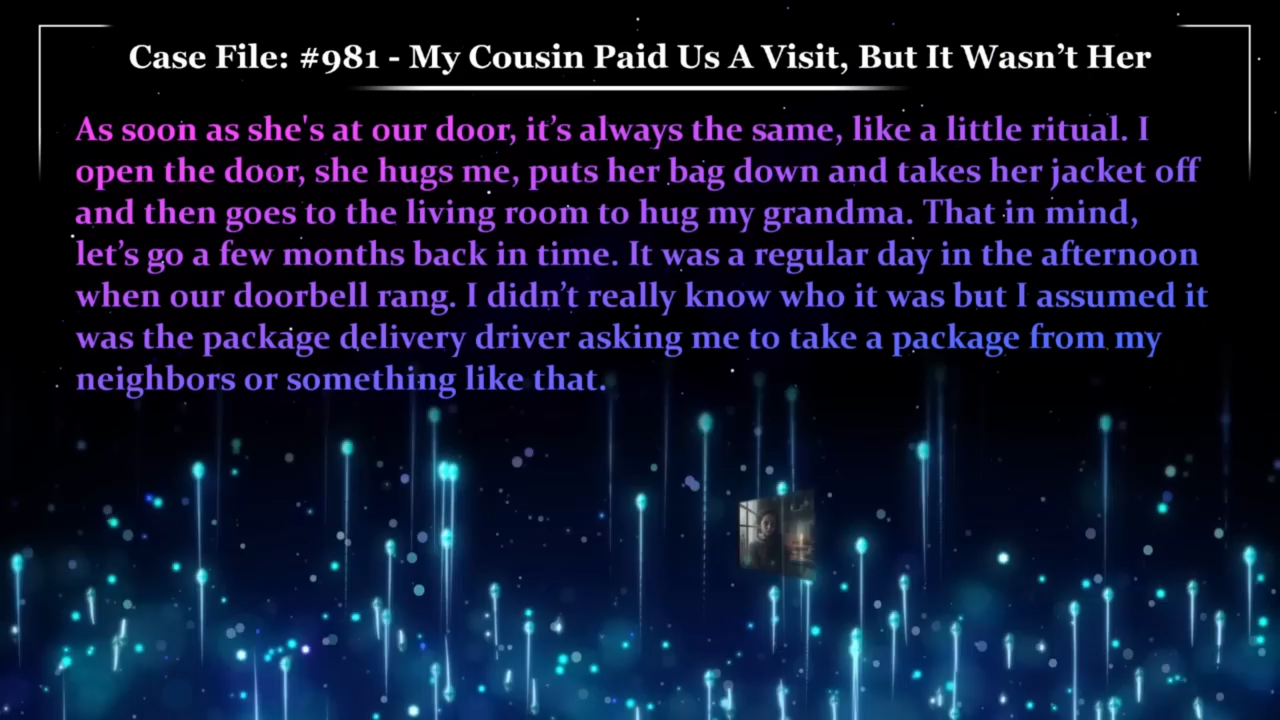 Case File: #981 - My Cousin Paid Us A Visit, But It Wasn’t Her
As soon as she's at our door, it’s always the same, like a little ritual. I
open the door, she hugs me, puts her bag down and takes her jacket off
and then goes to the living room to hug my grandma. That in mind,
let’s go a few months back in time. It was a regular day in the afternoon
when our doorbell rang. I didn’t really know who it was but I assumed it
was the package delivery driver asking me to take a package from my
neighbors or something like that.